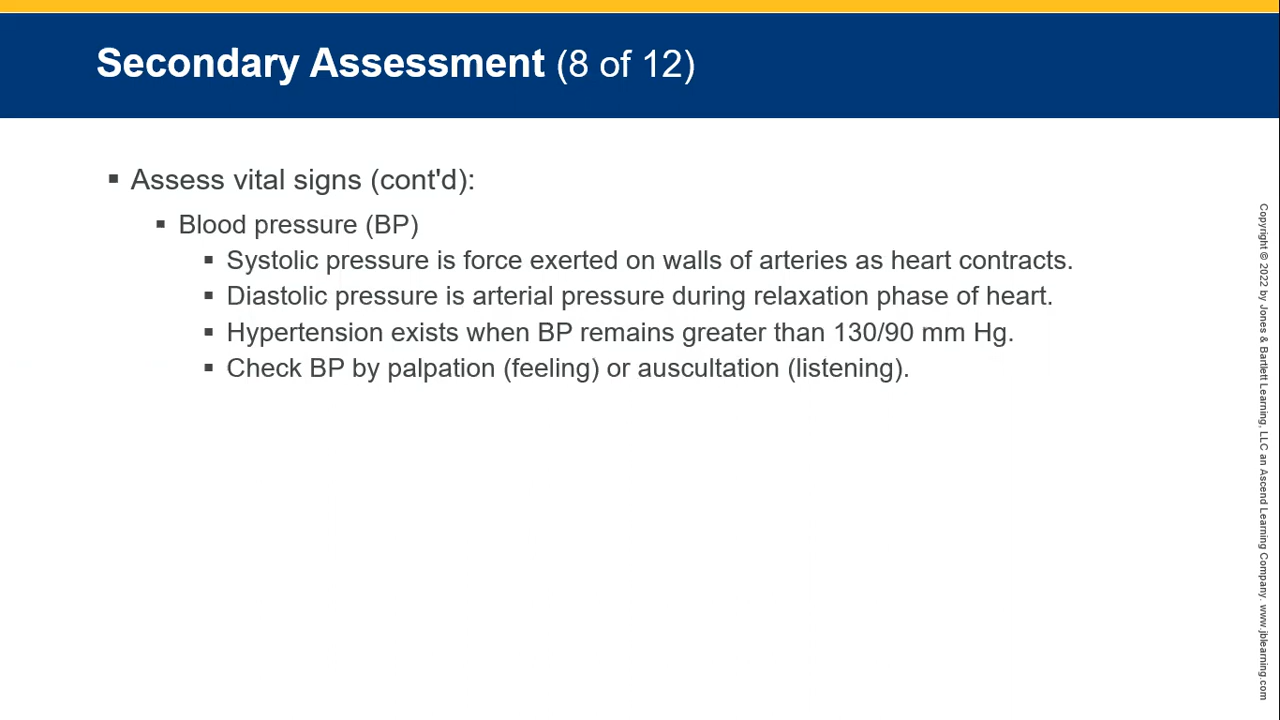 Secondary Assessment (8 of 12)
▪ Assess vital signs (cont'd):
▪ Blood pressure (BP)
▪ Systolic pressure is force exerted on walls of arteries as heart contracts.
▪ Diastolic pressure is arterial pressure during relaxation phase of heart.
▪ Hypertension exists when BP remains greater than 130/90 mm Hg.
▪ Check BP by palpation (feeling) or auscultation (listening).
Copyright © 2022 by Jones & Bartlett Learning, LLC an Ascend Learning Company. www.jblearning.com